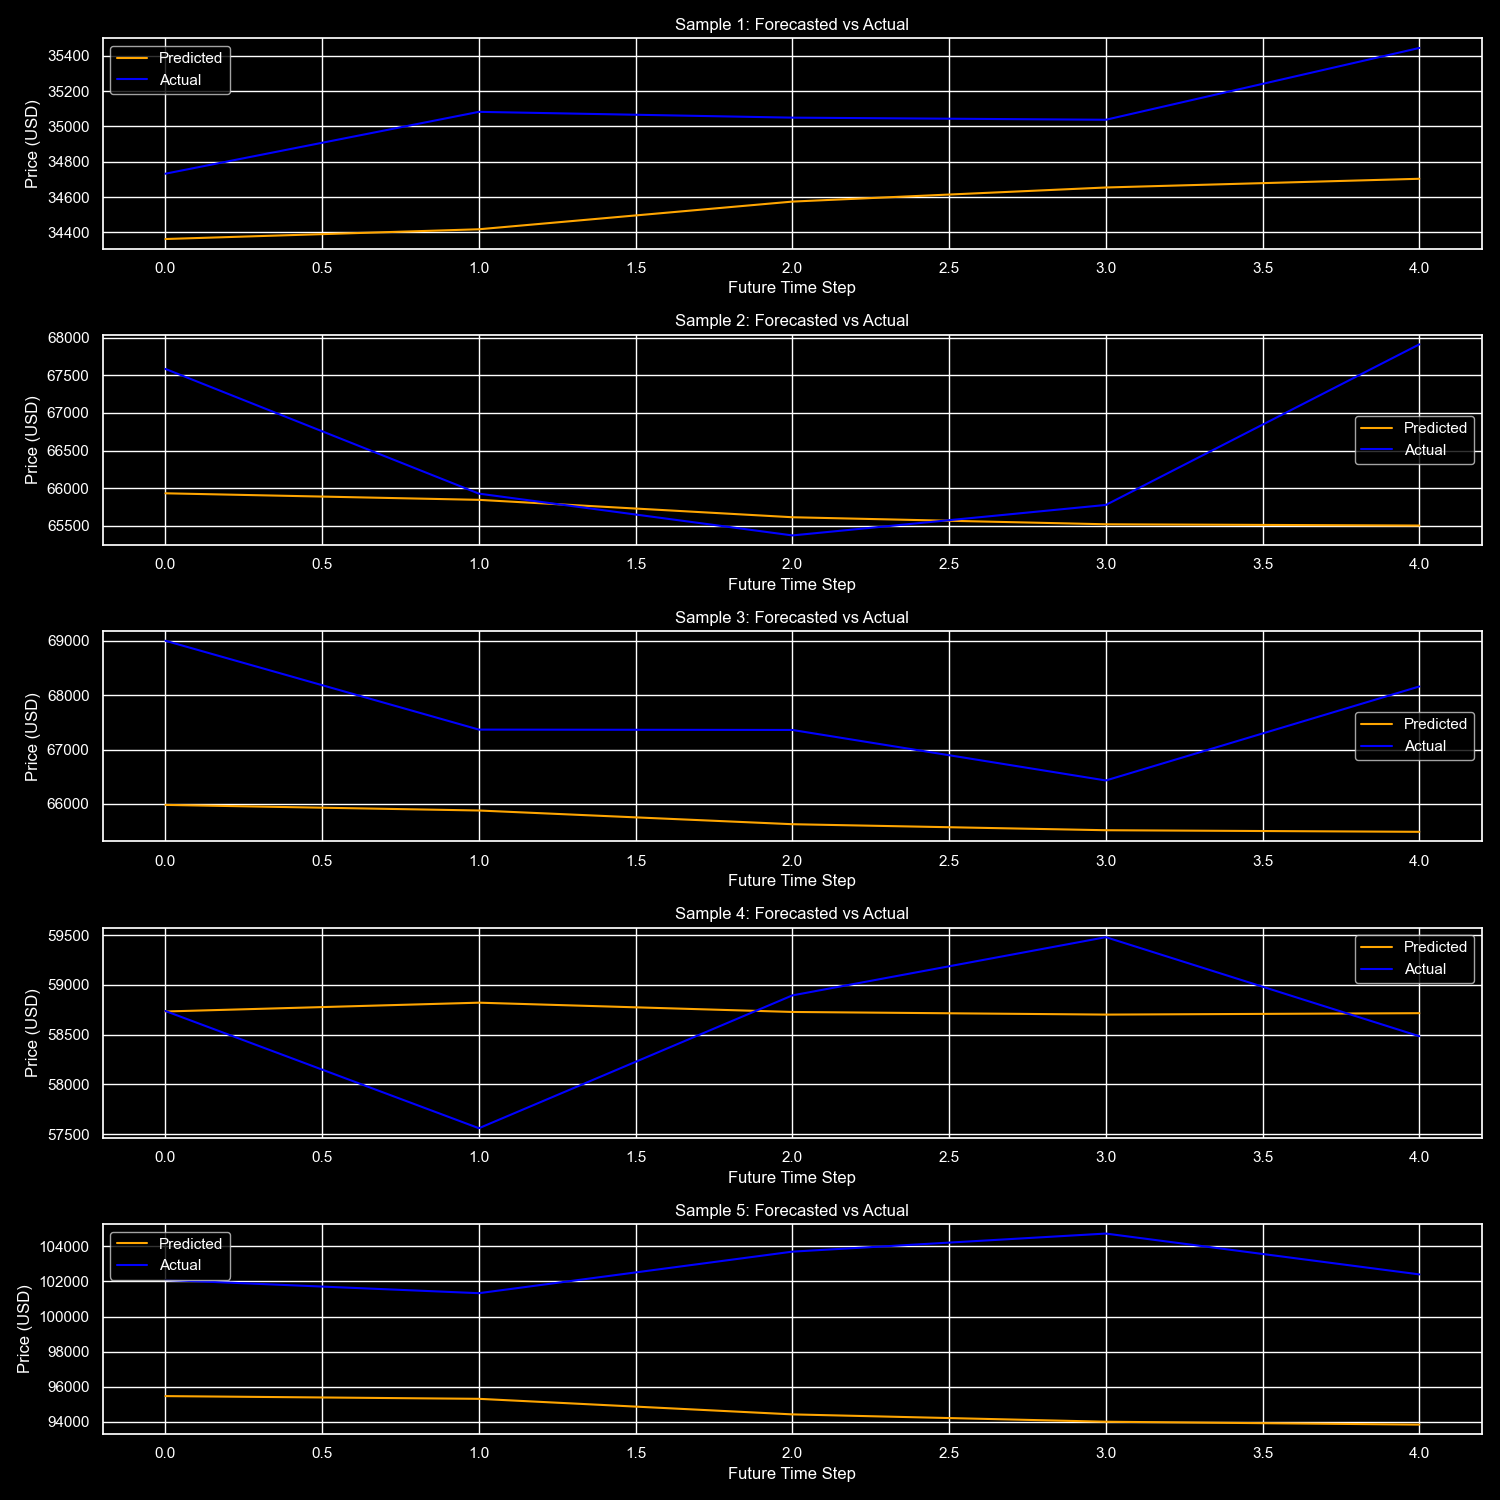 Sample 1: Forecasted vs Actual
Price (USD)
35400
35200
35000
34800
34600
34400
Predicted
Actual
0.0 0.5 1.0 1.5 2.0 2.5 3.0 3.5 4.0
Future Time Step
Sample 2: Forecasted vs Actual
Price (USD)
68000
67500
67000
66500
66000
65500
Predicted
Actual
0.0 0.5 1.0 1.5 2.0 2.5 3.0 3.5 4.0
Future Time Step
Sample 3: Forecasted vs Actual
Price (USD)
69000
68000
67000
66000
Predicted
Actual
0.0 0.5 1.0 1.5 2.0 2.5 3.0 3.5 4.0
Future Time Step
Sample 4: Forecasted vs Actual
Price (USD)
59500
59000
58500
58000
57500
Predicted
Actual
0.0 0.5 1.0 1.5 2.0 2.5 3.0 3.5 4.0
Future Time Step
Sample 5: Forecasted vs Actual
Price (USD)
104000
102000
100000
98000
96000
94000
Predicted
Actual
0.0 0.5 1.0 1.5 2.0 2.5 3.0 3.5 4.0
Future Time Step